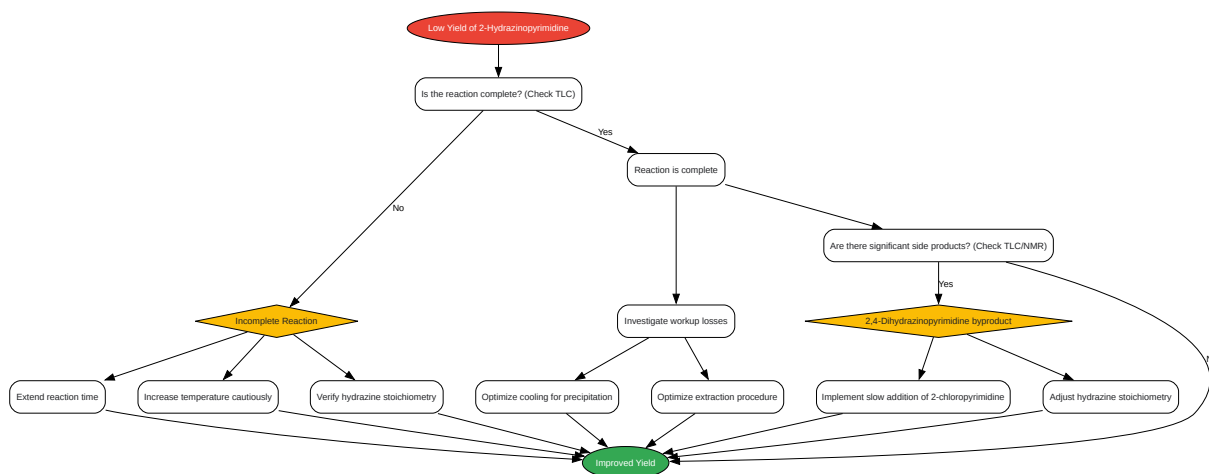 Low Yield of 2-Hydrazinopyrimidine
Is the reaction complete? (Check TLC)
Yes
Reaction is complete
No
Are there significant side products? (Check TLC/NMR)
Yes
Incomplete Reaction
Investigate workup losses
2,4-Dihydrazinopyrimidine byproduct
Extend reaction time
Increase temperature cautiously
Verify hydrazine stoichiometry
Optimize cooling for precipitation
Optimize extraction procedure
Implement slow addition of 2-chloropyrimidine
Adjust hydrazine stoichiometry
Improved Yield